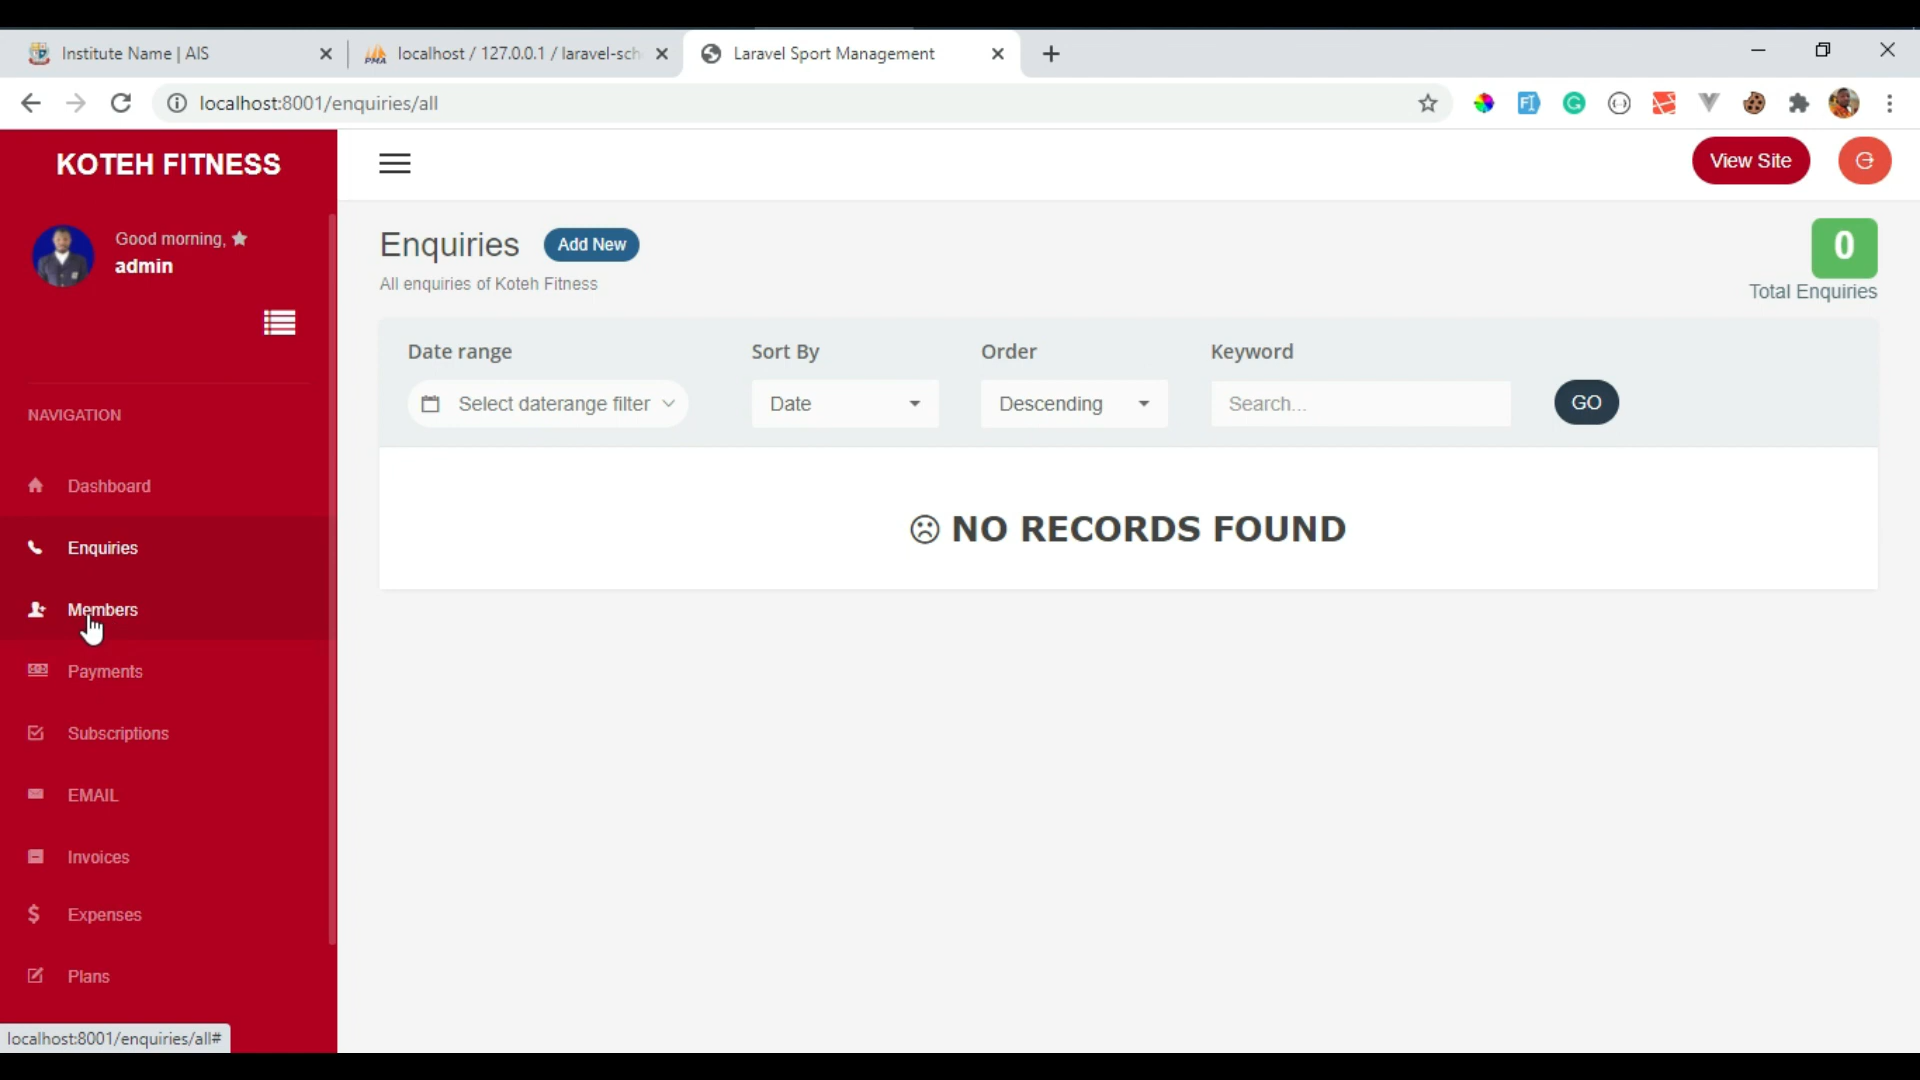 Institute Name | AIS
localhost / 127.0.0.1 / laravel-sch
Laravel Sport Management
localhost:8001/enquiries/all
KOTEH FITNESS
View Site
Good morning,
admin
Enquiries
Add New
All enquiries of Koteh Fitness
0
Total Enquiries
Date range
Sort By
Order
Keyword
Select daterange filter
Date
Descending
Search...
GO
NO RECORDS FOUND
NAVIGATION
Dashboard
Enquiries
Members
Payments
Subscriptions
EMAIL
Invoices
Expenses
Plans
localhost:8001/enquiries/all#